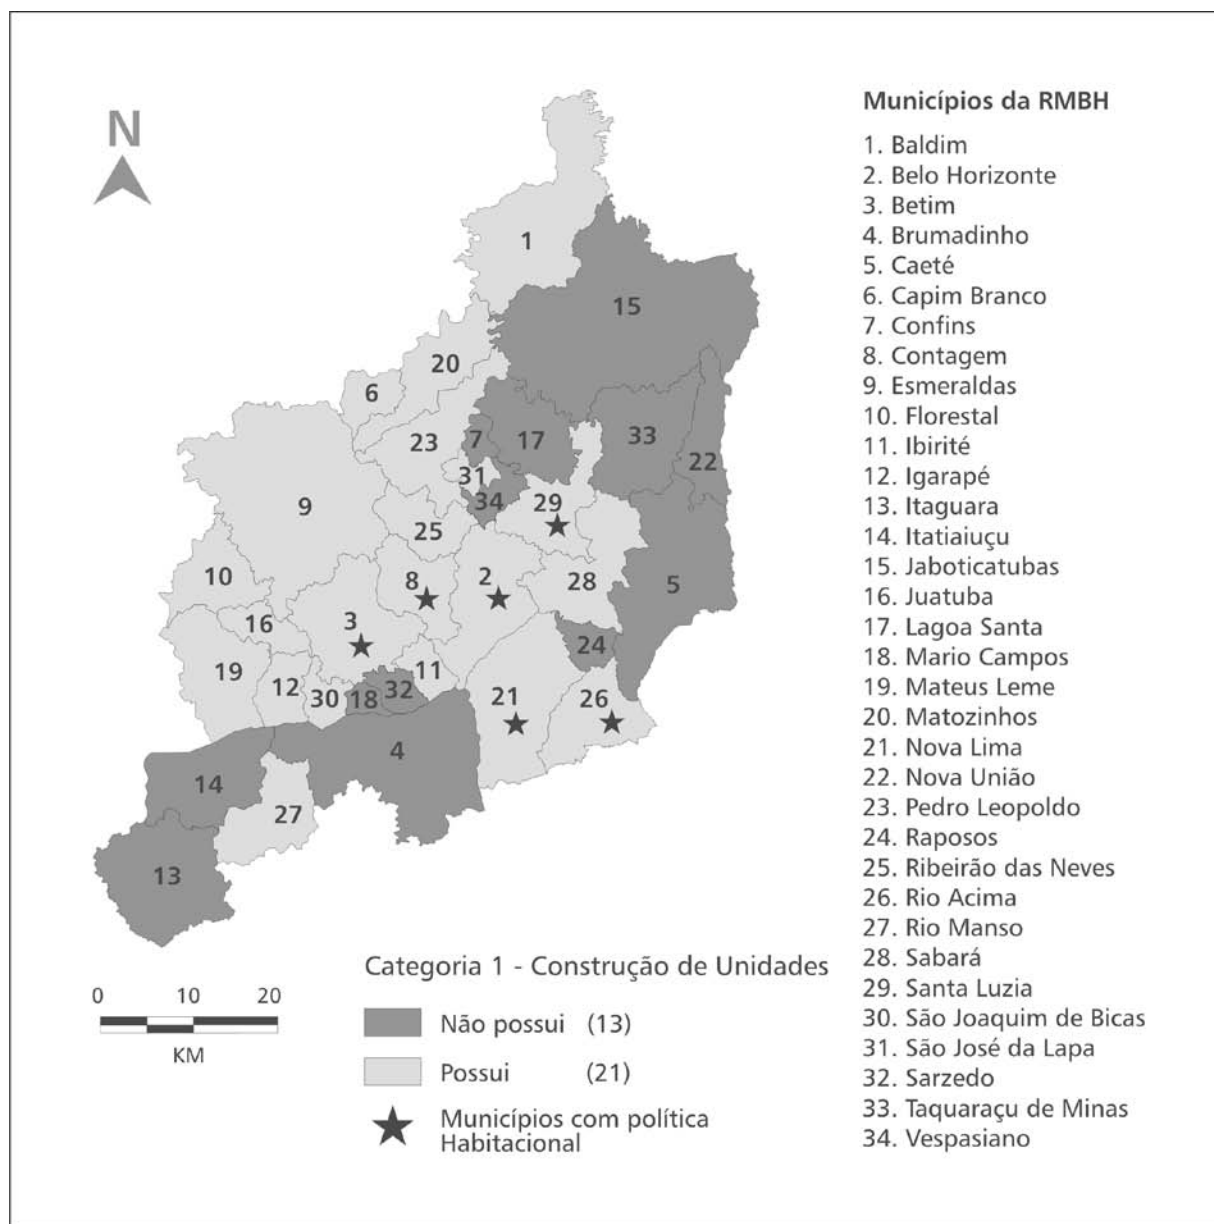 Municípios da RMBH
1. Baldim
2. Belo Horizonte
3. Betim
4. Brumadinho
5. Caeté
6. Capim Branco
7. Confins
8. Contagem
9. Esmeraldas
10. Florestal
11. Ibirité
12. Igarapé
13. Itaguara
14. Itatiaiuçu
15. Jaboticatubas
16. Juatuba
17. Lagoa Santa
18. Mario Campos
19. Mateus Leme
20. Matozinhos
21. Nova Lima
22. Nova União
23. Pedro Leopoldo
24. Raposos
25. Ribeirão das Neves
26. Rio Acima
27. Rio Manso
28. Sabará
29. Santa Luzia
30. São Joaquim de Bicas
31. São José da Lapa
32. Sarzedo
33. Taquaraçu de Minas
34. Vespasiano
N
1
15
20
6
23
7
17
33
22
31
34
29
9
25
10
8
2
28
5
16
3
24
19
12
30
18
32
11
21
26
4
14
27
13
Categoria 1 - Construção de Unidades
Não possui (13)
Possui (21)
Municípios com política
Habitacional
0 10 20
KM